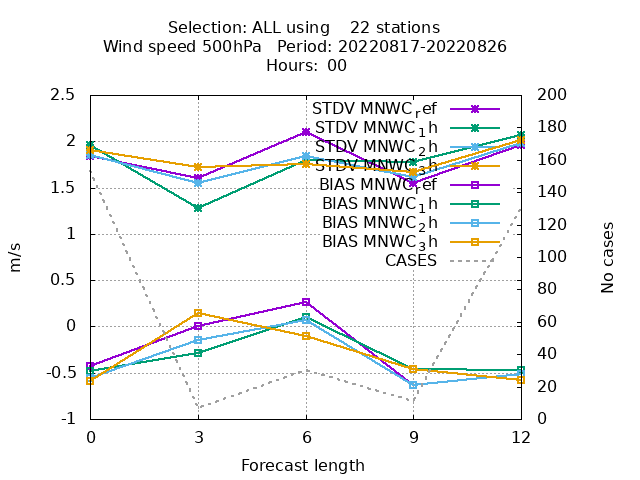 Selection: ALL using 22 stations
Wind speed 500hPa Period: 20220817-20220826
Hours: 00
2.5
2
1.5
1
0.5
0
-0.5
-1
m/s
200
180
160
140
120
100
80
60
40
20
0
No cases
STDV MNWC_ref
STDV MNWC_1h
STDV MNWC_2h
STDV MNWC_3h
BIAS MNWC_ref
BIAS MNWC_1h
BIAS MNWC_2h
BIAS MNWC_3h
CASES
0 3 6 9 12
Forecast length